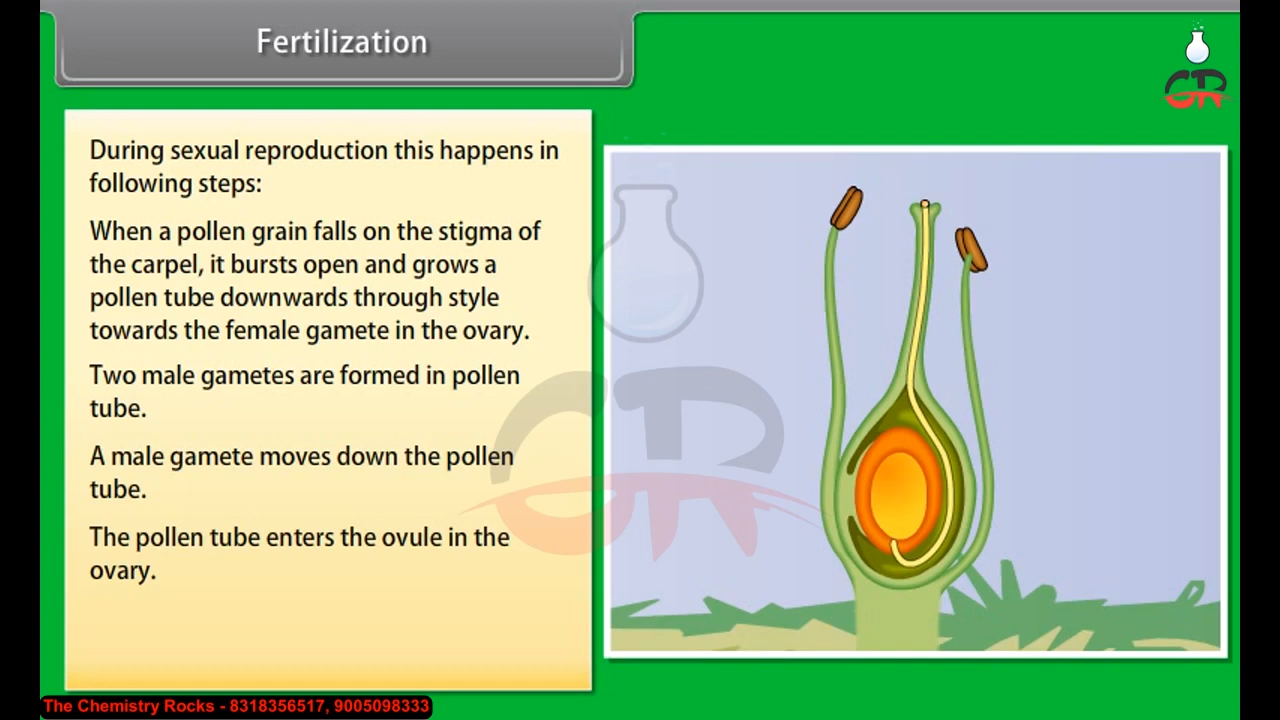 Fertilization
During sexual reproduction this happens in
following steps:
When a pollen grain falls on the stigma of
the carpel, it bursts open and grows a
pollen tube downwards through style
towards the female gamete in the ovary.
Two male gametes are formed in pollen
tube.
A male gamete moves down the pollen
tube.
The pollen tube enters the ovule in the
ovary.
The Chemistry Rocks - 8318356517, 9005098333